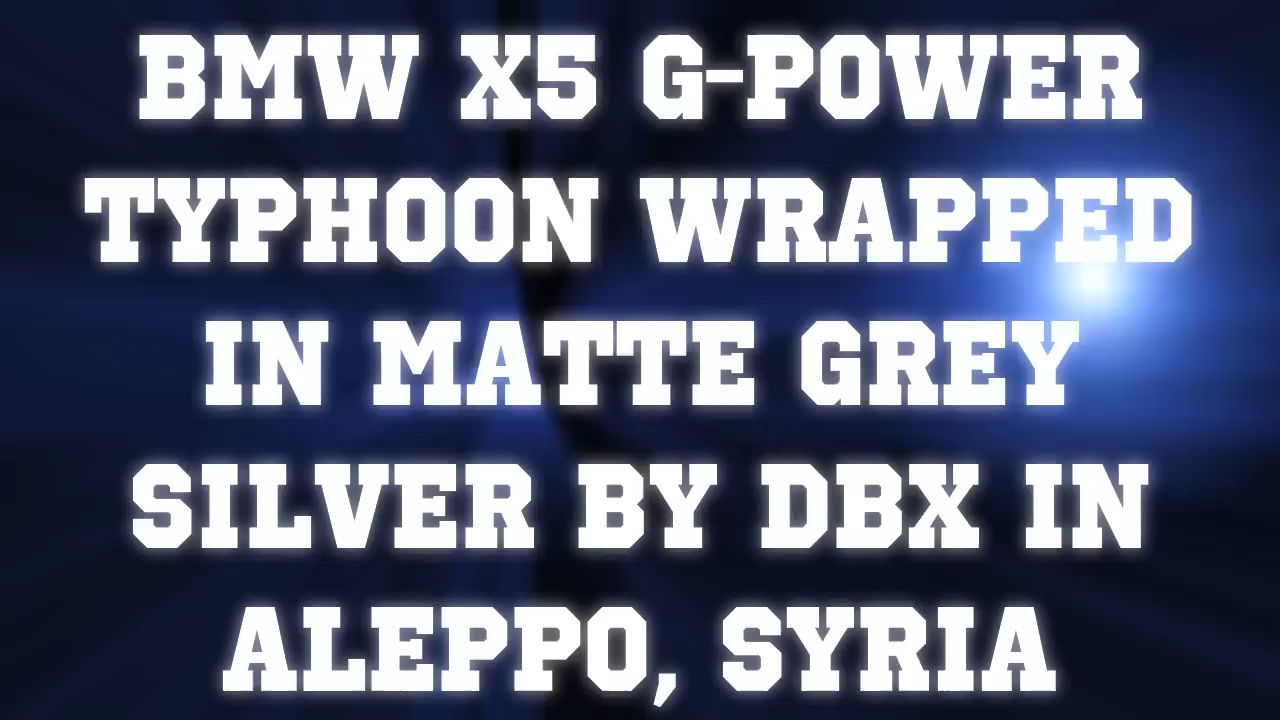 BMW X5 G-POWER
TYPHOON WRAPPED
IN MATTE GREY
SILVER BY DBX IN
ALEPPO, SYRIA